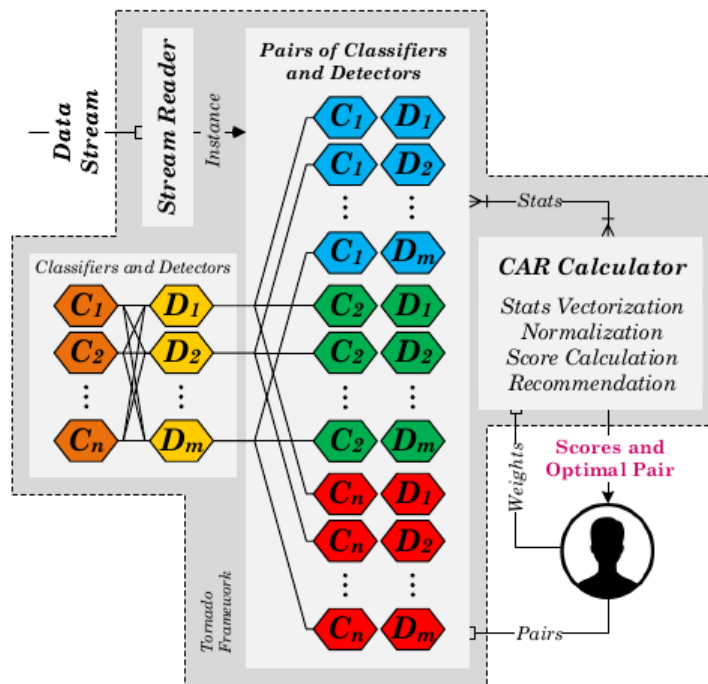 Data
Stream
Stream Reader
Instance
Pairs of Classifiers
and Detectors
C1 D1
C1 D2
⋮ ⋮
C1 Dm
C2 D1
C2 D2
⋮ ⋮
C2 Dm
Cn D1
Cn D2
⋮ ⋮
Cn Dm
Classifiers and Detectors
C1 D1
C2 D2
⋮ ⋮
Cn Dm
Tornado
Framework
Stats
CAR Calculator
Stats Vectorization
Normalization
Score Calculation
Recommendation
Weights
Scores and
Optimal Pair
Pairs